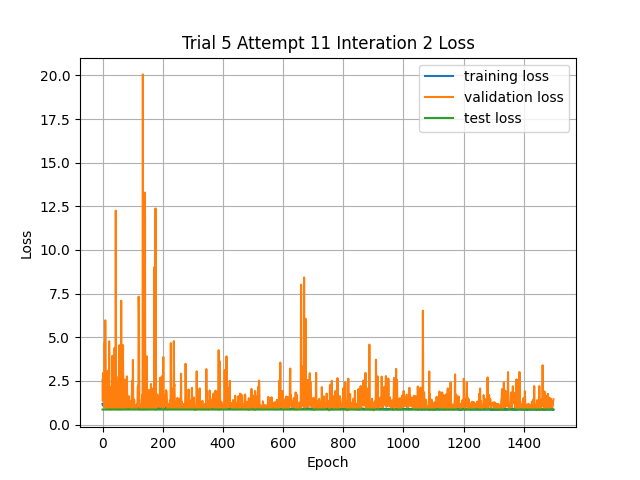 Trial 5 Attempt 11 Interation 2 Loss
training loss
validation loss
test loss
Loss
20.0
17.5
15.0
12.5
10.0
7.5
5.0
2.5
0.0
0 200 400 600 800 1000 1200 1400
Epoch